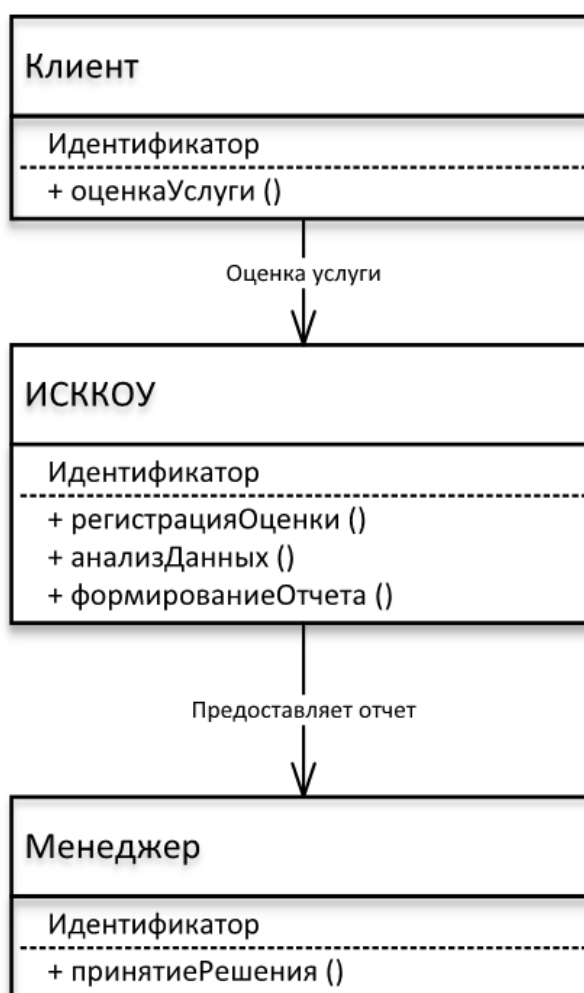 Клиент
Идентификатор
+ оценкаУслуги ()
Оценка услуги
ИСККОУ
Идентификатор
+ регистрацияОценки ()
+ анализДанных ()
+ формированиеОтчета ()
Предоставляет отчет
Менеджер
Идентификатор
+ принятиеРешения ()